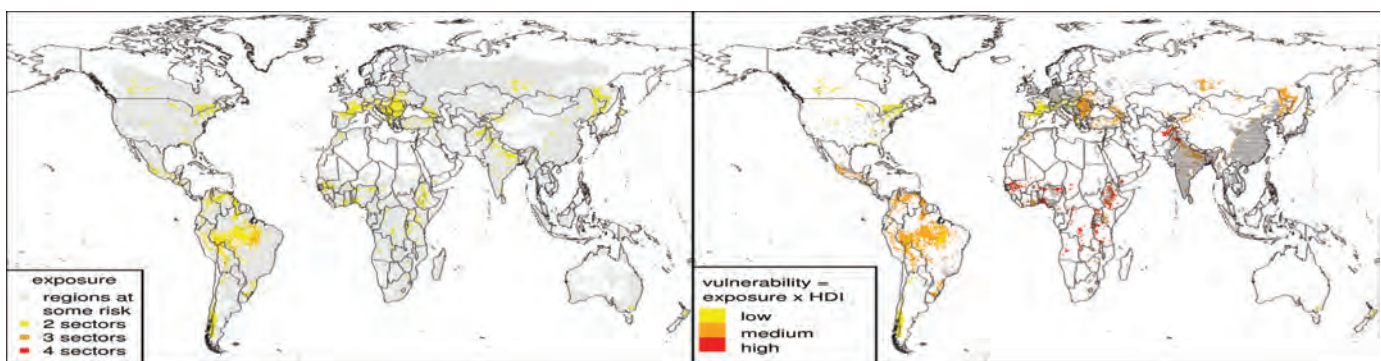 exposure
regions at
some risk
2 sectors
3 sectors
4 sectors
vulnerability =
exposure x HDI
low
medium
high